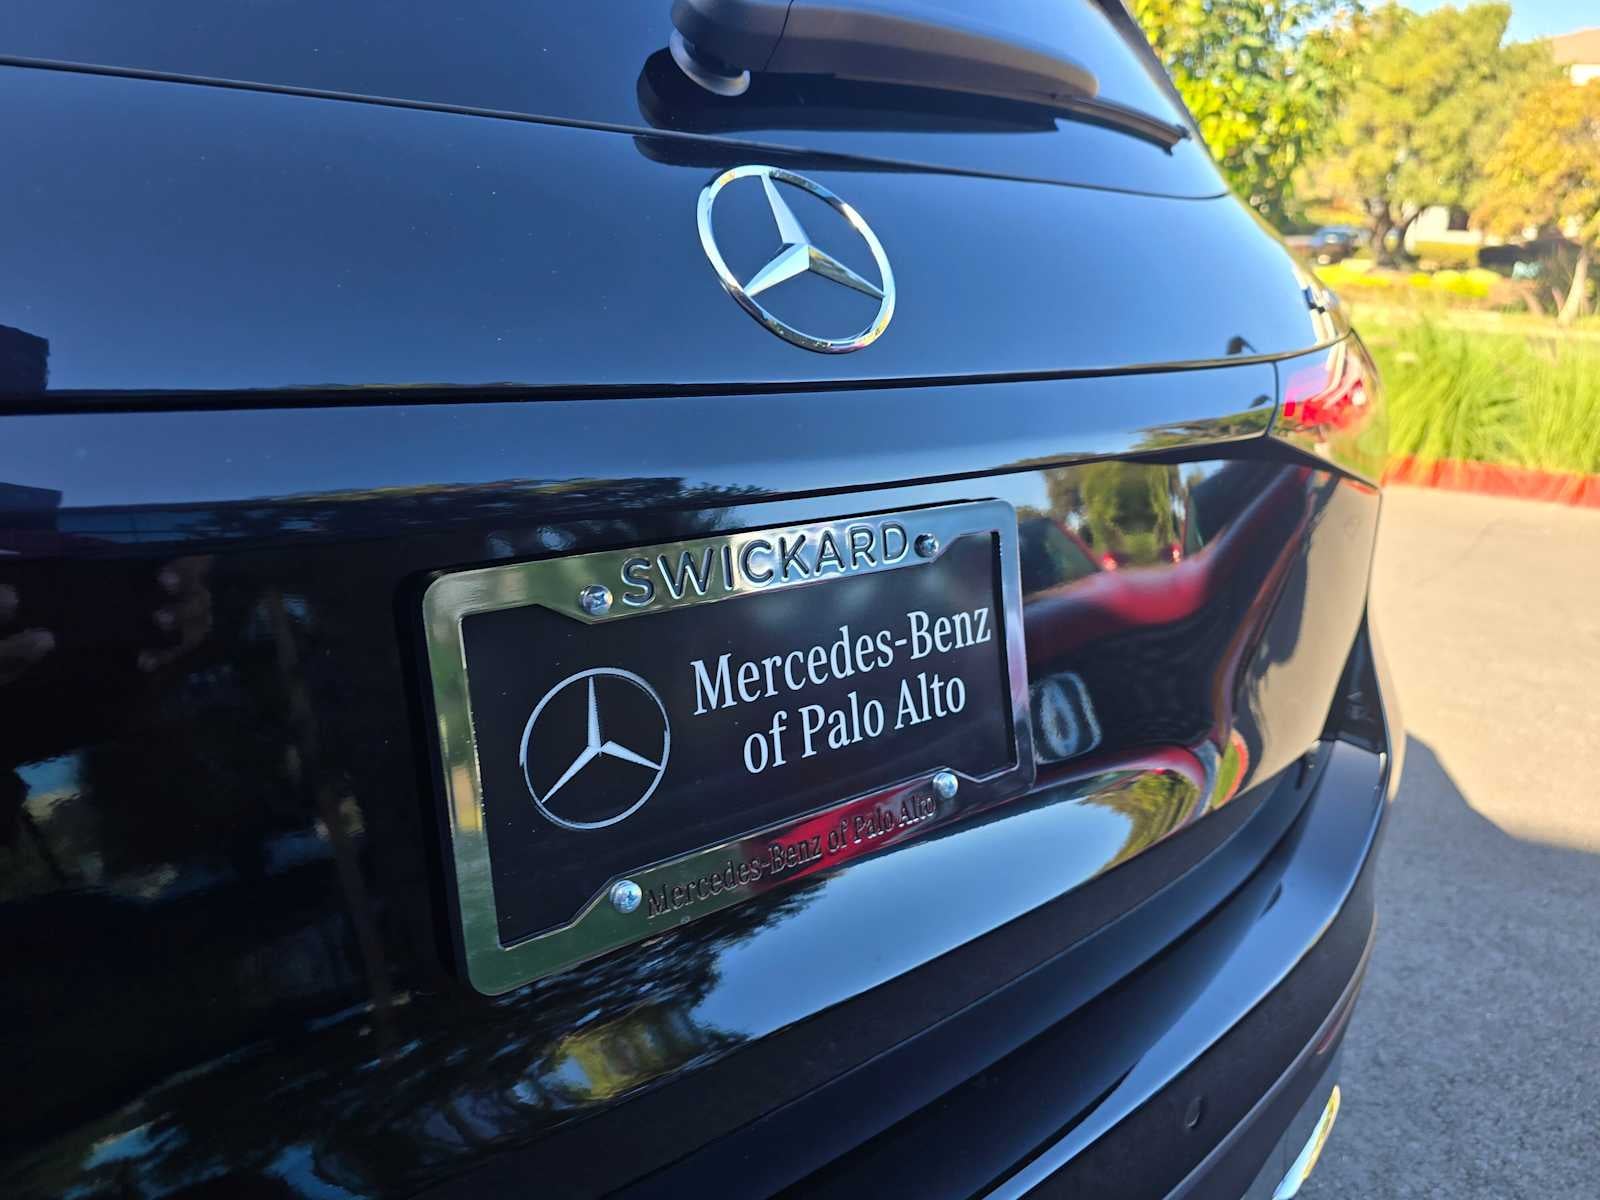 SWICKARD
Mercedes-Benz
of Palo Alto
Mercedes-Benz of Palo Alto